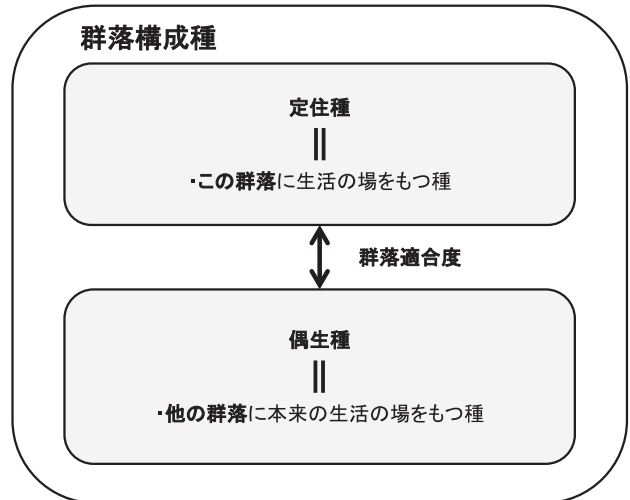 群落構成種
定住種
||
・この群落に生活の場をもつ種
群落適合度
偶生種
||
・他の群落に本来の生活の場をもつ種